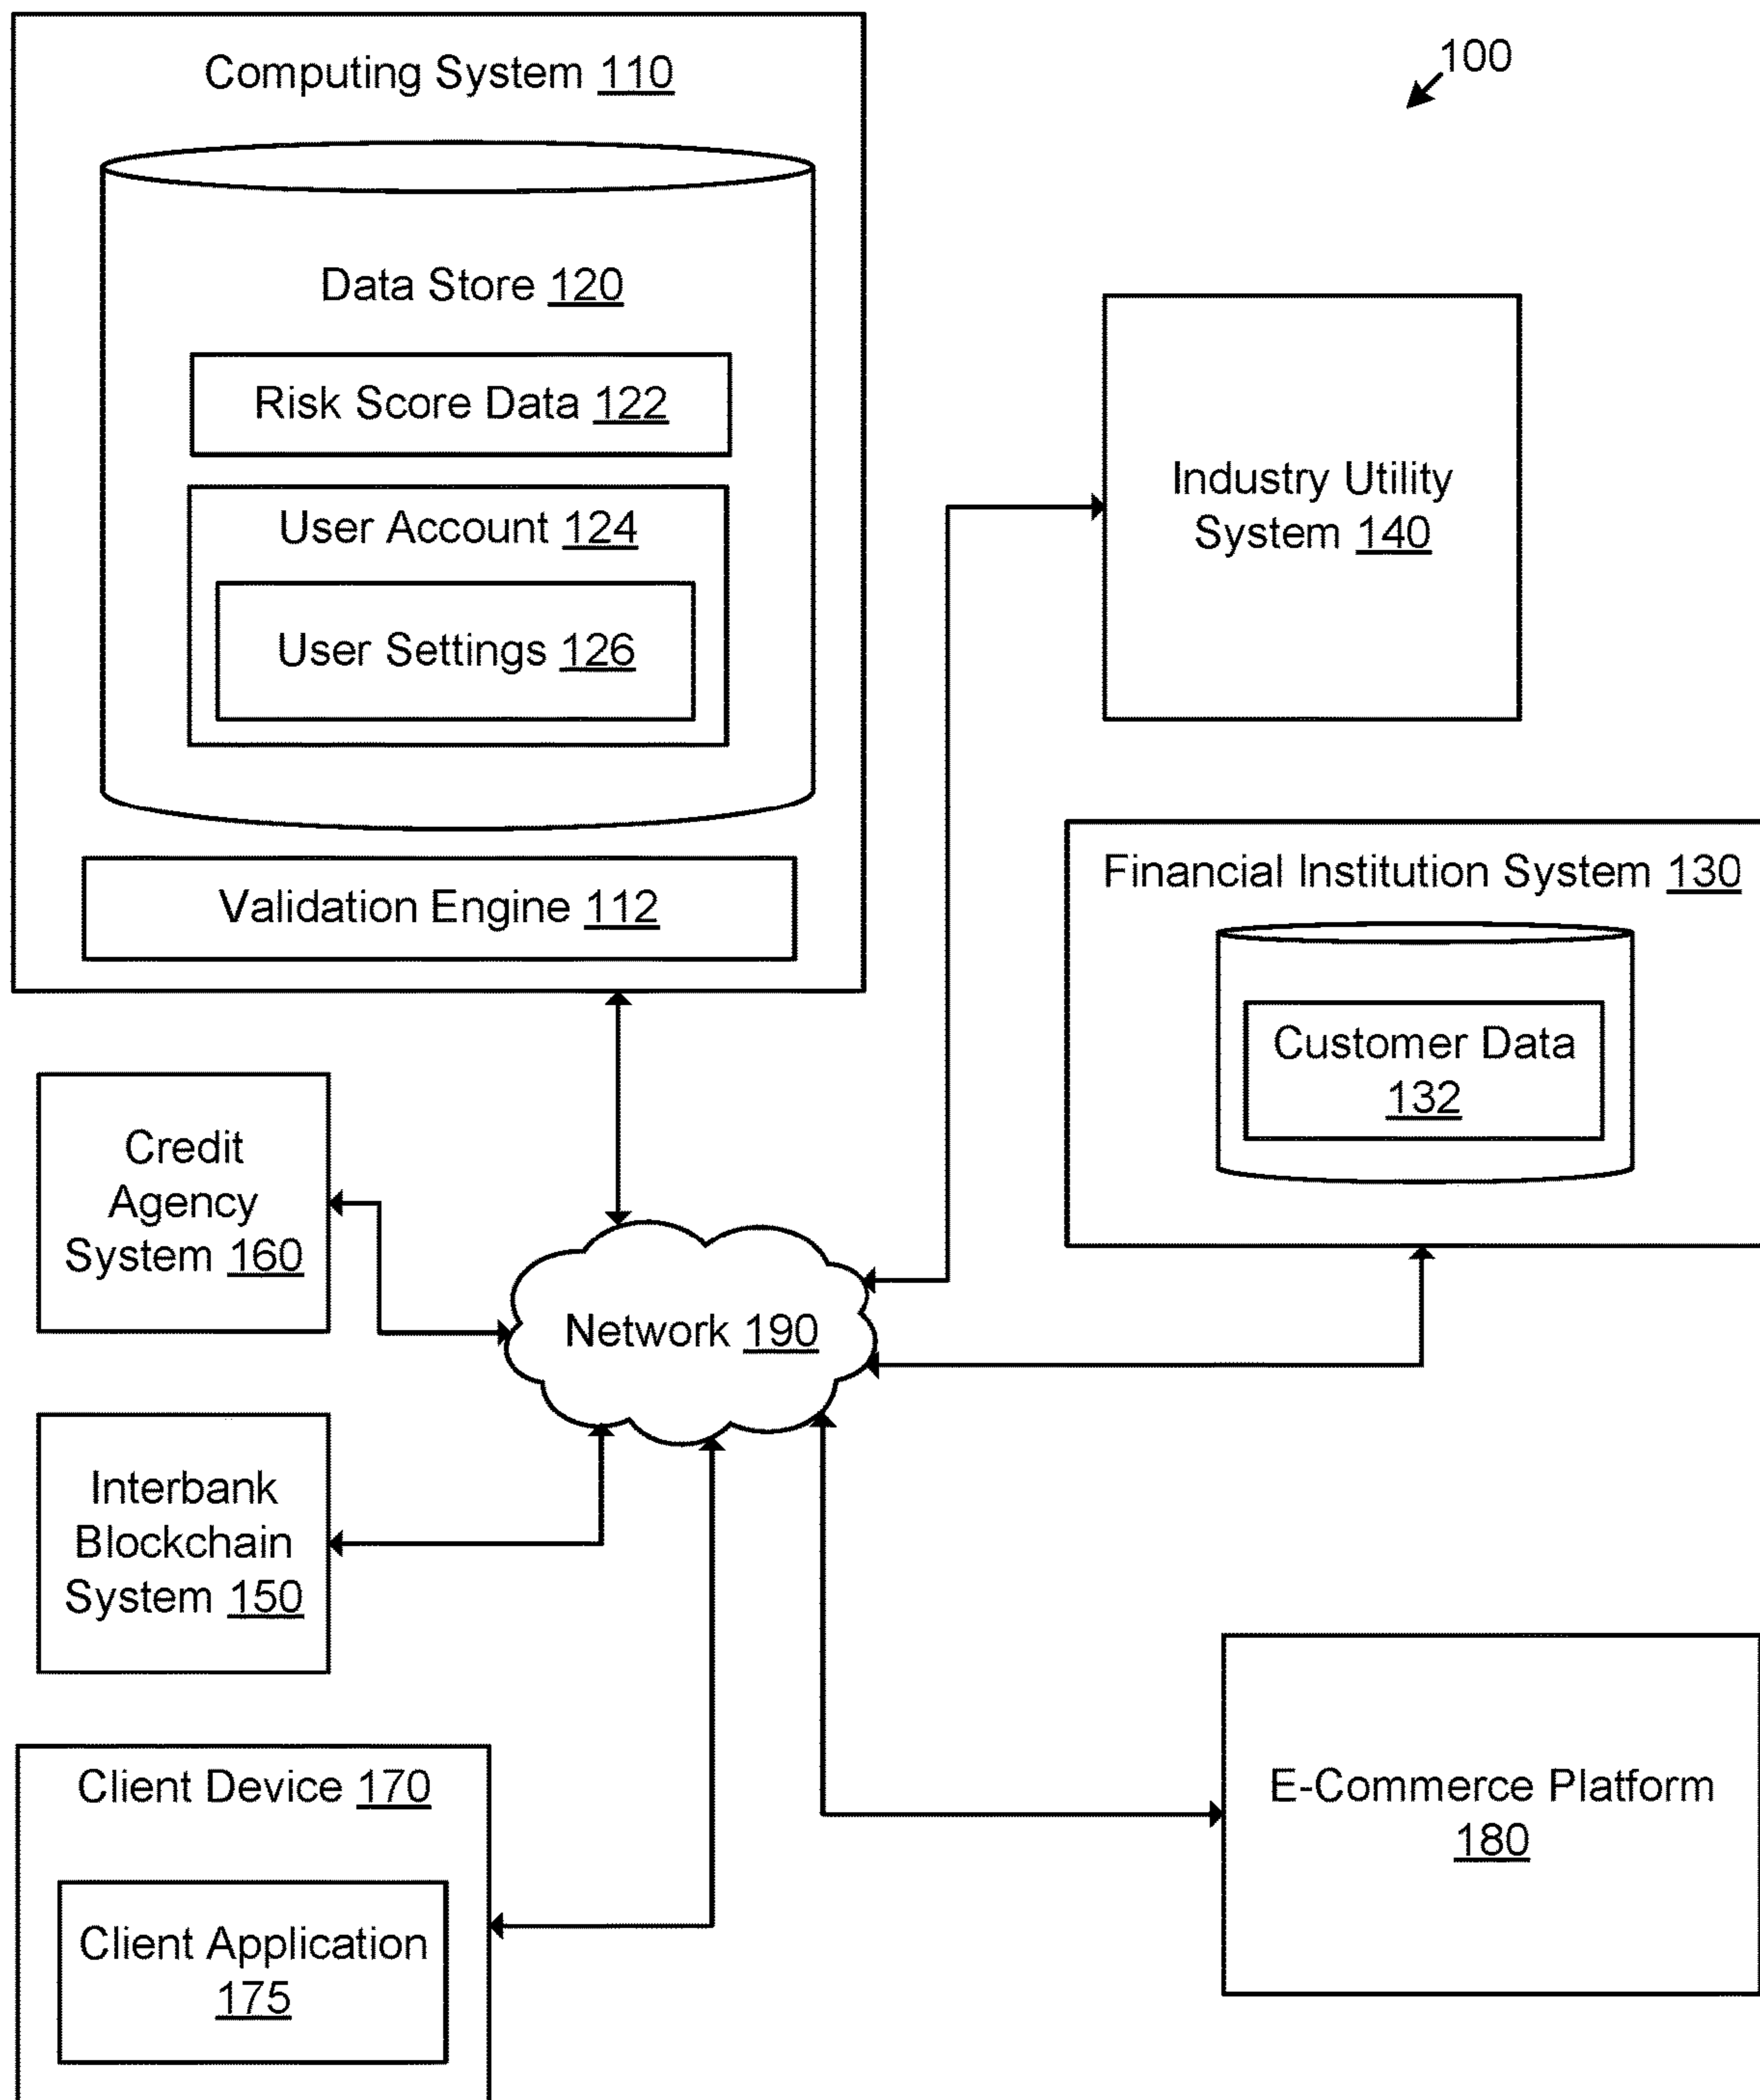 100
Computing System 110
Data Store 120
Risk Score Data 122
User Account 124
User Settings 126
Validation Engine 112
Industry Utility
System 140
Financial Institution System 130
Customer Data
132
Credit
Agency
System 160
Network 190
Interbank
Blockchain
System 150
Client Device 170
Client Application
175
E-Commerce Platform
180